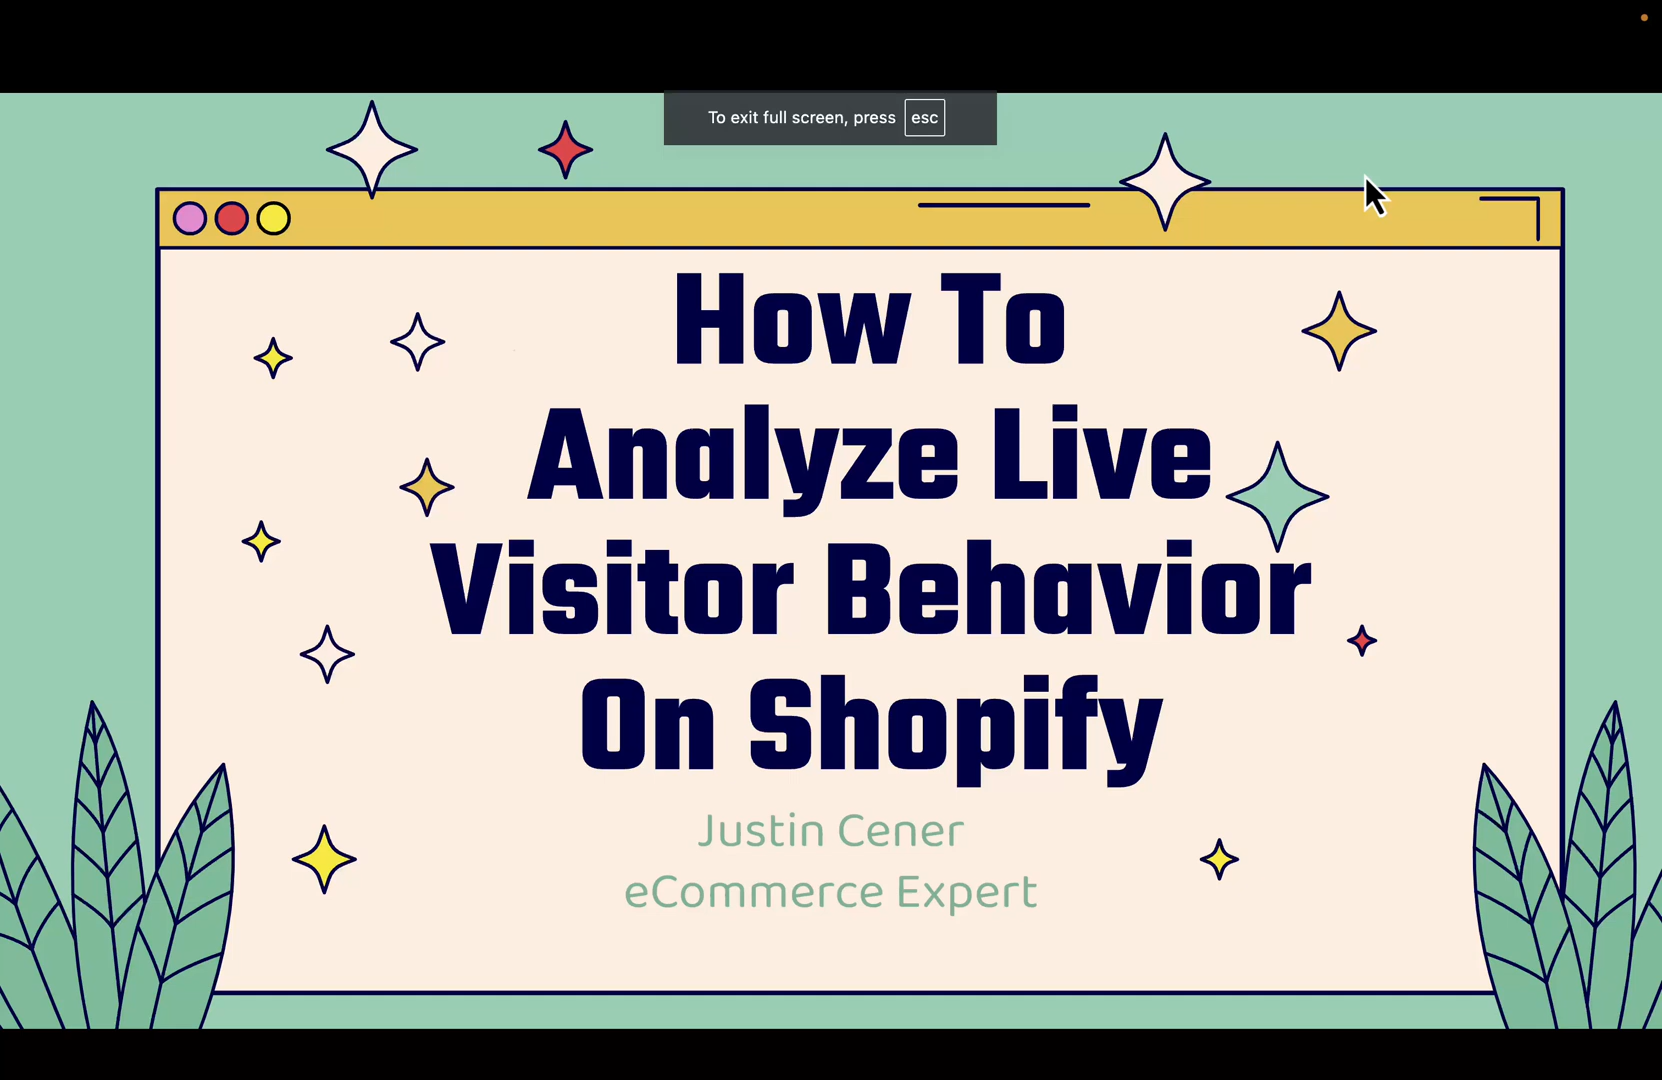 To exit full screen, press esc
How To
Analyze Live
Visitor Behavior
On Shopify
Justin Cener
eCommerce Expert